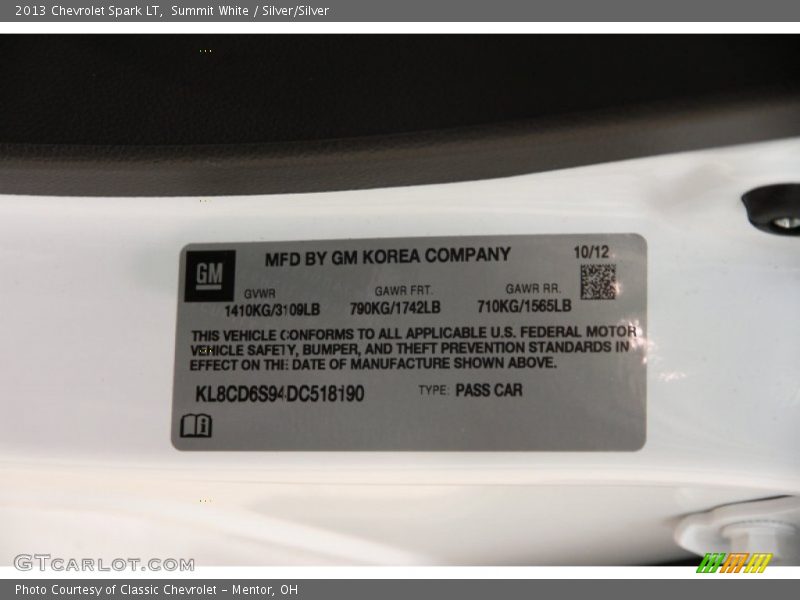 2013 Chevrolet Spark LT,  Summit White / Silver/Silver
GM
MFD BY GM KOREA COMPANY
10/12
GVWR GAWR FRT. GAWR RR.
1410KG/3109LB 790KG/1742LB 710KG/1565LB
THIS VEHICLE CONFORMS TO ALL APPLICABLE U.S. FEDERAL MOTOR
VEHICLE SAFETY, BUMPER, AND THEFT PREVENTION STANDARDS IN
EFFECT ON THE DATE OF MANUFACTURE SHOWN ABOVE.
KL8CD6S94DC518190 TYPE: PASS CAR
i
GTCARLOT.COM
Photo Courtesy of Classic Chevrolet - Mentor, OH